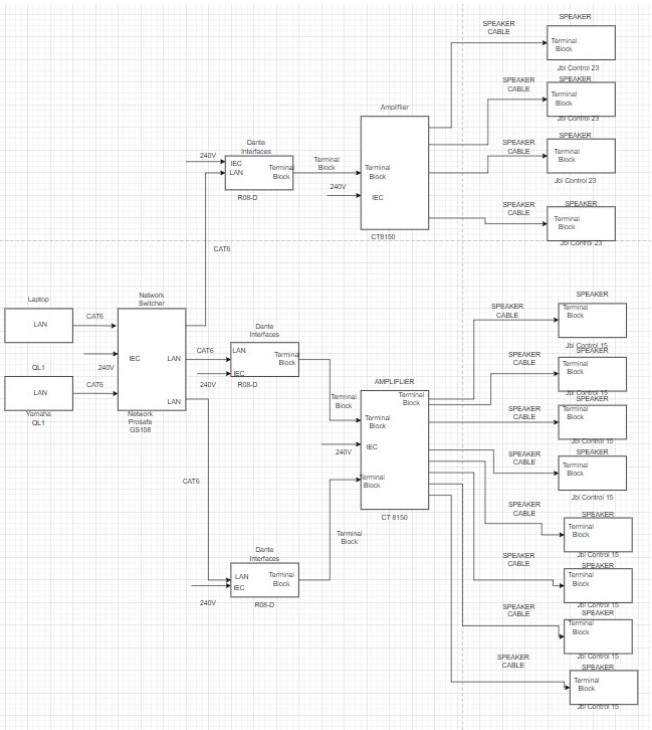 SPEAKER
CABLE
SPEAKER
Terminal
Block
Jbl Control 23
SPEAKER
CABLE
SPEAKER
Terminal
Block
Jbl Control 23
SPEAKER
CABLE
SPEAKER
Terminal
Block
Jbl Control 23
SPEAKER
CABLE
SPEAKER
Terminal
Block
Jbl Control 23
Amplifier
Terminal
Block
IEC
CT8150
240V
Terminal
Block
Dante
Interfaces
240V
IEC
LAN
Terminal
Block
R08-D
CAT6
Laptop
LAN
CAT6
Network
Switcher
IEC
LAN
LAN
240V
Network
Prosafe
GS108
QL1
LAN
Yamaha
QL1
CAT6
CAT6
240V
Dante
Interfaces
LAN
IEC
Terminal
Block
R08-D
Terminal
Block
AMPLIFLIER
Terminal
Block
Terminal
Block
IEC
Terminal
Block
CT 8150
240V
CAT6
Dante
Interfaces
LAN
IEC
Terminal
Block
R08-D
240V
Terminal
Block
SPEAKER
CABLE
SPEAKER
Terminal
Block
Jbl Control 15
SPEAKER
CABLE
SPEAKER
Terminal
Block
Jbl Control 15
SPEAKER
CABLE
SPEAKER
Terminal
Block
Jbl Control 15
SPEAKER
CABLE
SPEAKER
Terminal
Block
Jbl Control 15
SPEAKER
CABLE
SPEAKER
Terminal
Block
Jbl Control 15
SPEAKER
CABLE
SPEAKER
Terminal
Block
Jbl Control 15
SPEAKER
CABLE
SPEAKER
Terminal
Block
Jbl Control 15
SPEAKER
CABLE
SPEAKER
Terminal
Block
Jbl Control 15